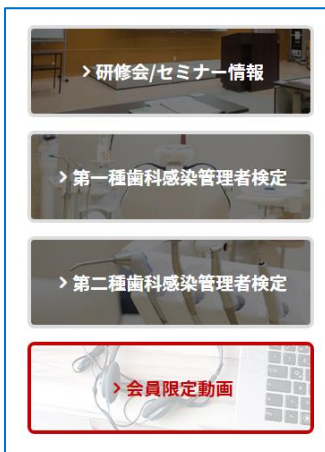 > 研修会/セミナー情報
> 第一種歯科感染管理者検定
> 第二種歯科感染管理者検定
> 会員限定動画